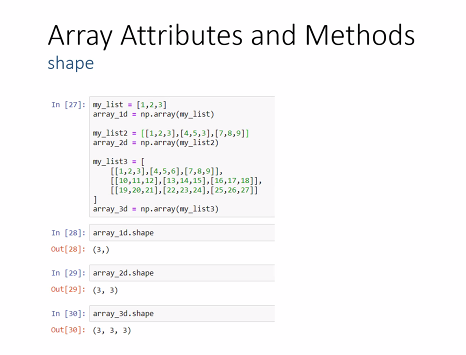 Array Attributes and Methods
shape
In [27]: my_list = [1,2,3]
array_1d = np.array(my_list)
my_list2 = [[1,2,3],[4,5,3],[7,8,9]]
array_2d = np.array(my_list2)
my_list3 = [
[[1,2,3],[4,5,6],[7,8,9]],
[[10,11,12],[13,14,15],[16,17,18]],
[[19,20,21],[22,23,24],[25,26,27]]
]
array_3d = np.array(my_list3)
In [28]: array_1d.shape
Out[28]: (3,)
In [29]: array_2d.shape
Out[29]: (3, 3)
In [30]: array_3d.shape
Out[30]: (3, 3, 3)